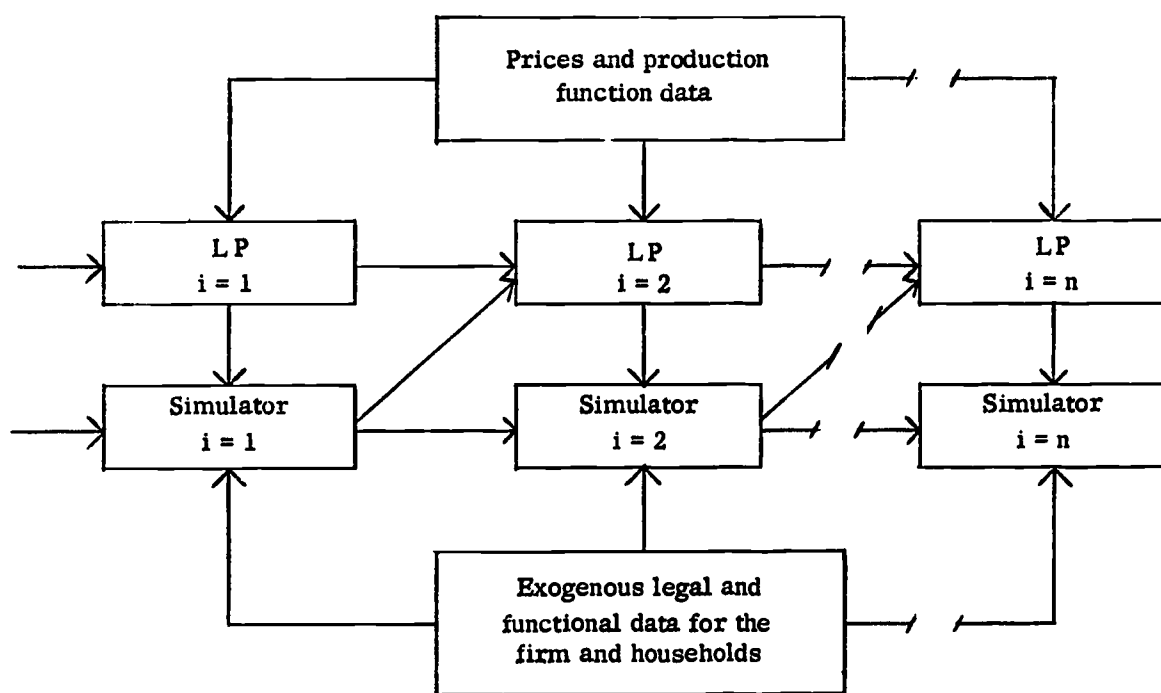 Prices and production
function data
LP
i = 1
LP
i = 2
LP
i = n
Simulator
i = 1
Simulator
i = 2
Simulator
i = n
Exogenous legal and
functional data for the
firm and households